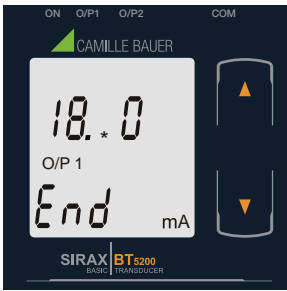 ON O/P1 O/P2 COM
CAMILLE BAUER
18.* 0
O/P 1
End mA
SIRAX BT5200
BASIC TRANSDUCER